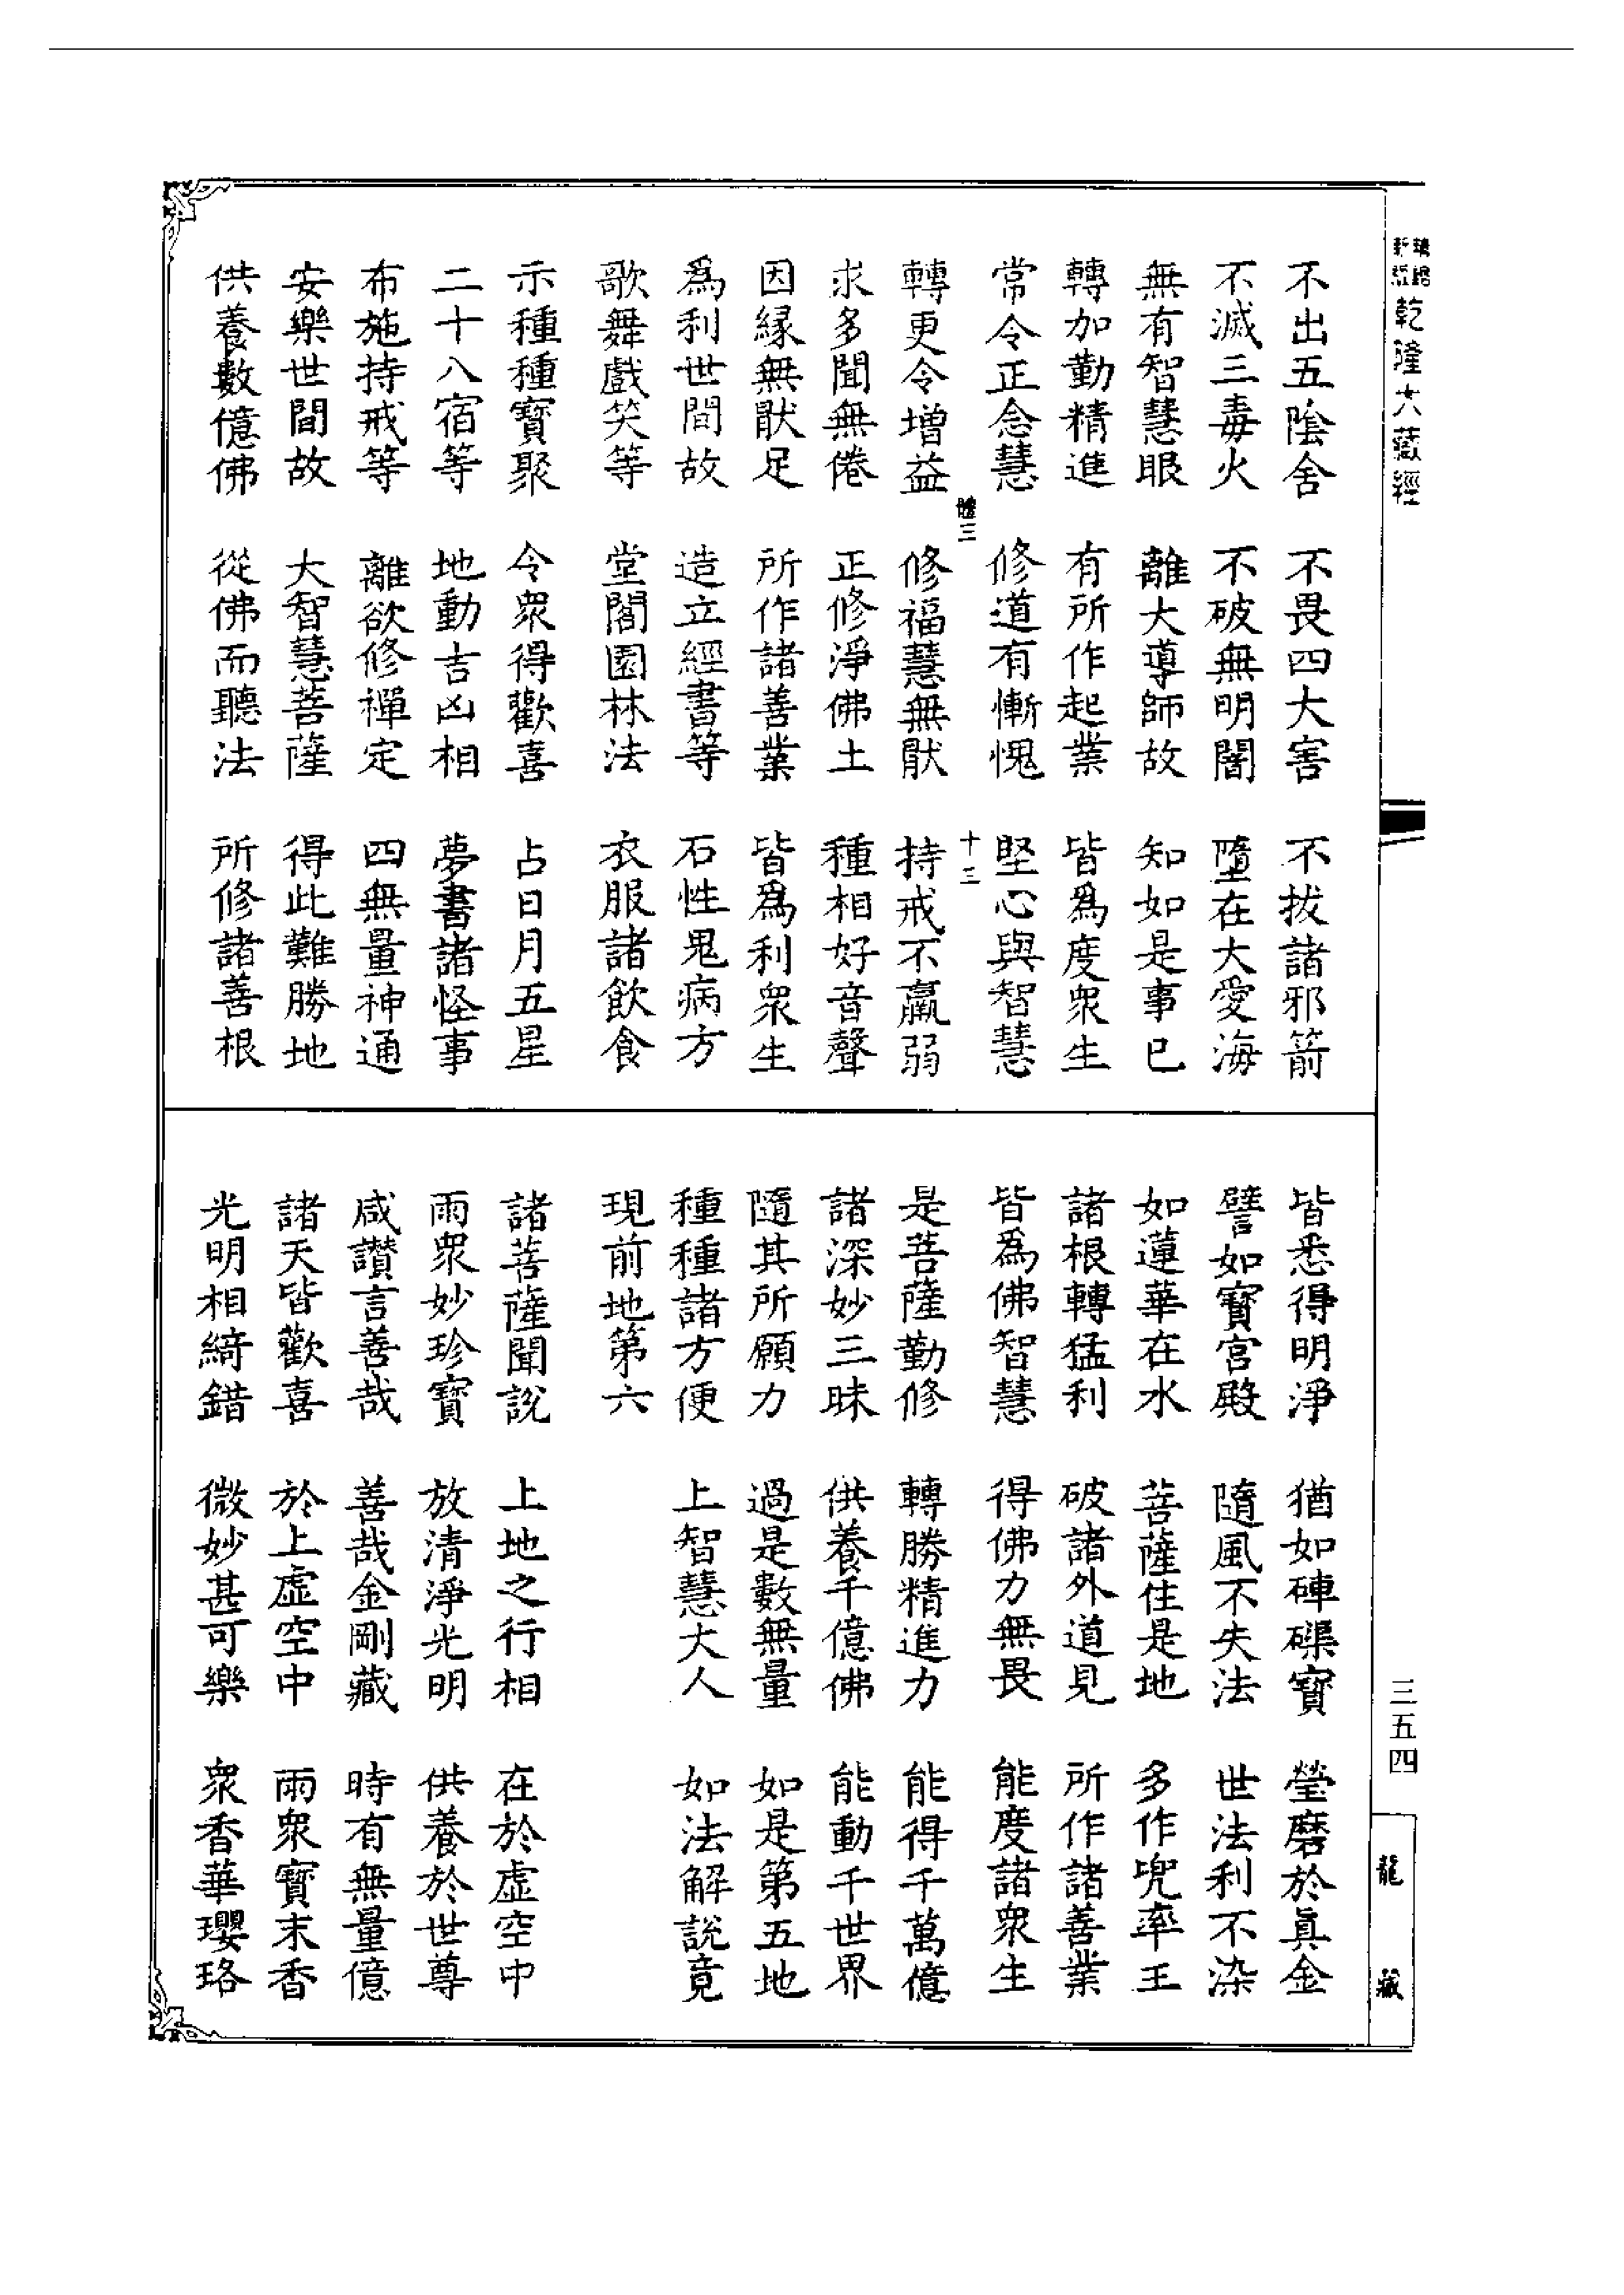 乾隆大藏經
不出五陰舍 不畏四大害 不拔諸邪箭
不滅三毒火 不破無明闇 墮在大愛海
無有智慧眼 離大導師故 知如是事已
轉加勤精進 有所作起業 皆為度衆生
常令正念慧 修道有慚愧 堅心與智慧
體三 十三
轉更令增益 修福慧無猒 持戒不羸弱
求多聞無倦 正修淨佛土 種相好音聲
因緣無猒足 所作諸善業 皆爲利衆生
爲利世間故 造立經書等 石性鬼病方
歌舞戲笑等 堂閣園林法 衣服諸飲食
示種種寶聚 令衆得歡喜 占日月五星
二十八宿等 地動吉凶相 夢書諸怪事
布施持戒等 離欲修禪定 四無量神通
安樂世間故 大智慧菩薩 得此難勝地
供養數億佛 從佛而聽法 所修諸善根
皆悉得明淨 猶如硨磲寶 瑩磨於眞金
譬如寶宮殿 隨風不失法 世法利不染
如蓮華在水 菩薩住是地 多作兜率王
諸根轉猛利 破諸外道見 所作諸善業
皆爲佛智慧 得佛力無畏 能度諸衆生
是菩薩勤修 轉勝精進力 能得千萬億
諸深妙三昧 供養千億佛 能動千世界
隨其所願力 過是數無量 如是第五地
種種諸方便 上智慧大人 如法解說竟
現前地第六
諸菩薩聞說 上地之行相 在於虛空中
雨衆妙珍寶 放清淨光明 供養於世尊
咸讚言善哉 善哉金剛藏 時有無量億
諸天皆歡喜 於上虛空中 雨衆寶末香
光明相綺錯 微妙甚可樂 衆香華瓔珞
三五四
龍藏